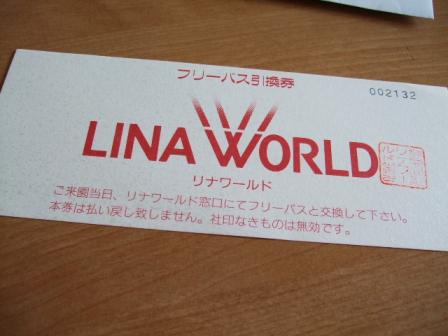 フリーパス引換券
002132
LINA WORLD
リナワールド
ご来園当日、リナワールド窓口にてフリーパスと交換して下さい。
本券は払い戻し致しません。社印なきものは無効です。